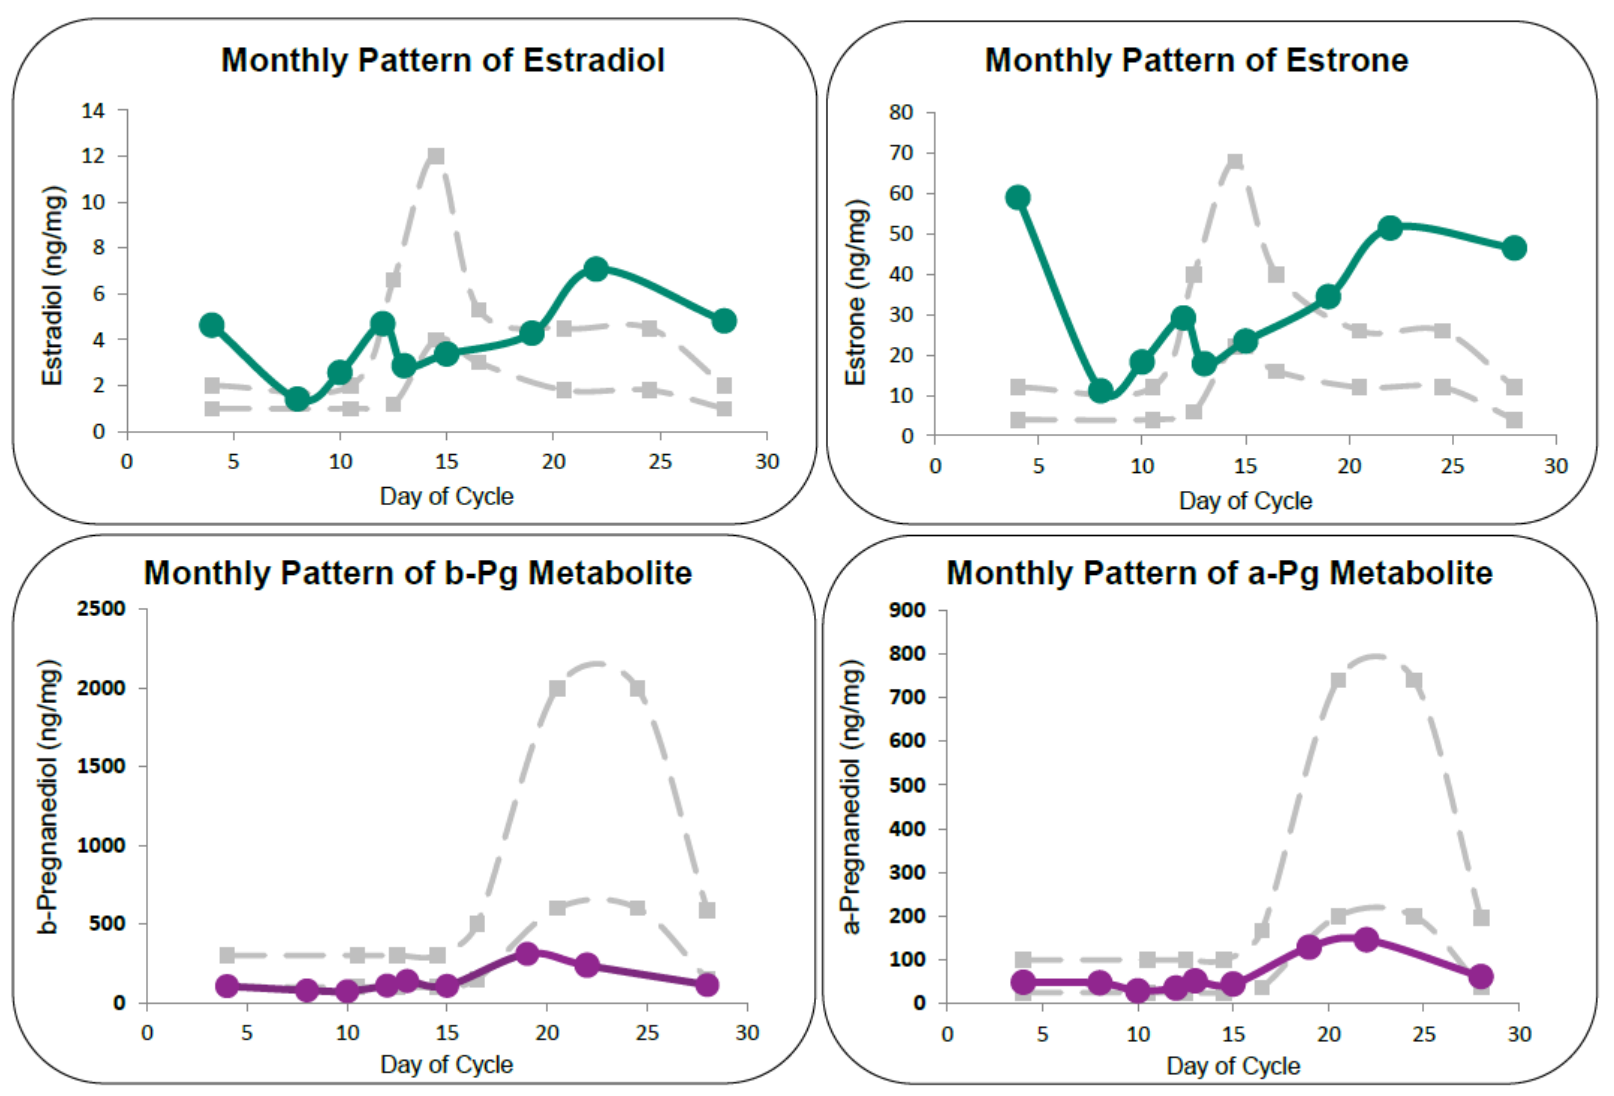 Monthly Pattern of Estradiol
14
12
10
8
6
4
2
0
Estradiol (ng/mg)
0 5 10 15 20 25 30
Day of Cycle
Monthly Pattern of Estrone
80
70
60
50
40
30
20
10
0
Estrone (ng/mg)
0 5 10 15 20 25 30
Day of Cycle
Monthly Pattern of b-Pg Metabolite
2500
2000
1500
1000
500
0
b-Pregnanediol (ng/mg)
0 5 10 15 20 25 30
Day of Cycle
Monthly Pattern of a-Pg Metabolite
900
800
700
600
500
400
300
200
100
0
a-Pregnanediol (ng/mg)
0 5 10 15 20 25 30
Day of Cycle